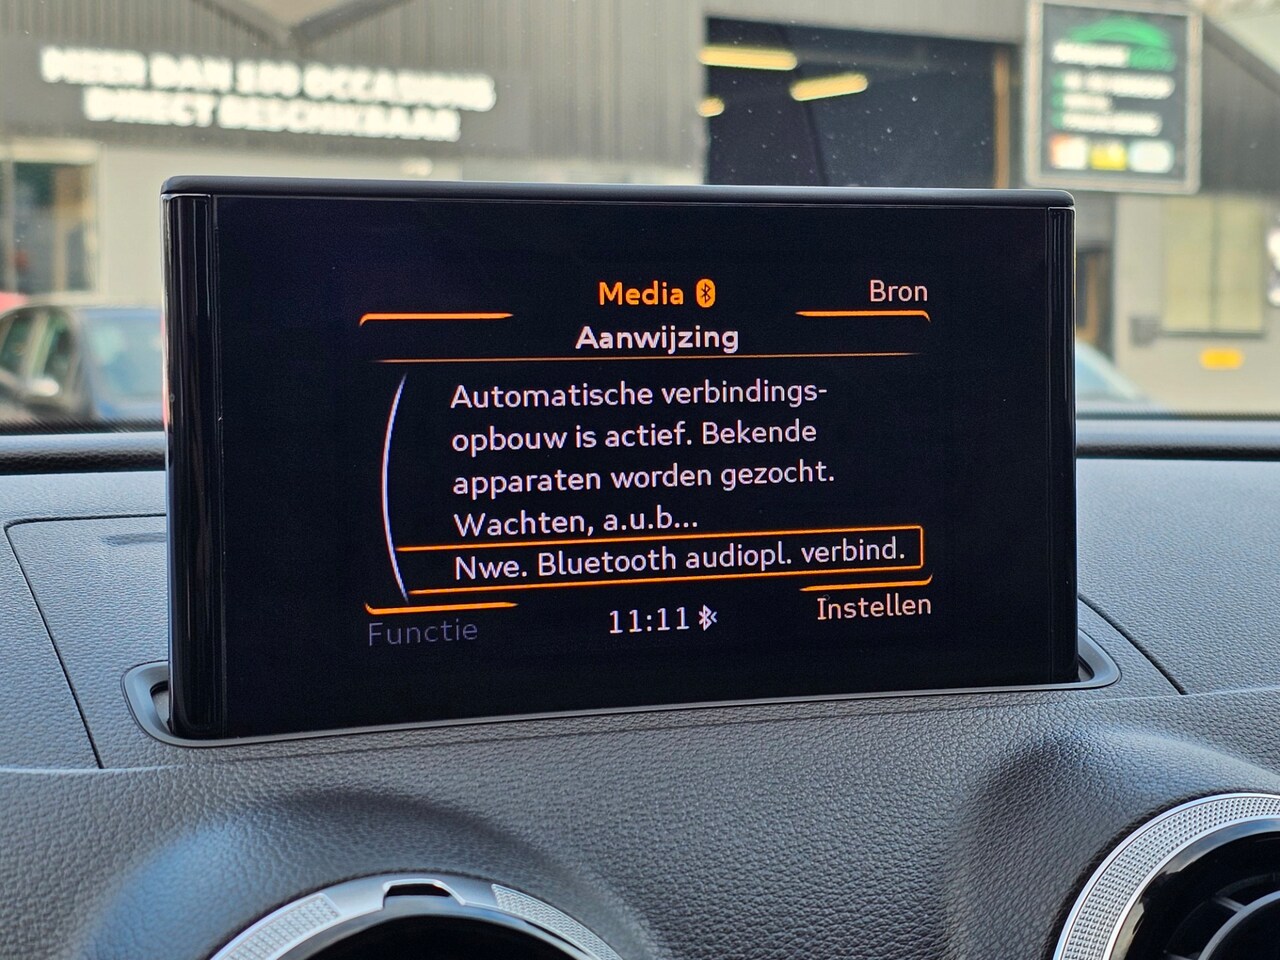 MEER DAN 100 OCCASIONS
DIRECT BESCHIKBAAR
Media
Bron
Aanwijzing
Automatische verbindings-
opbouw is actief. Bekende
apparaten worden gezocht.
Wachten, a.u.b...
Nwe. Bluetooth audiopl. verbind.
Functie
11:11
Instellen